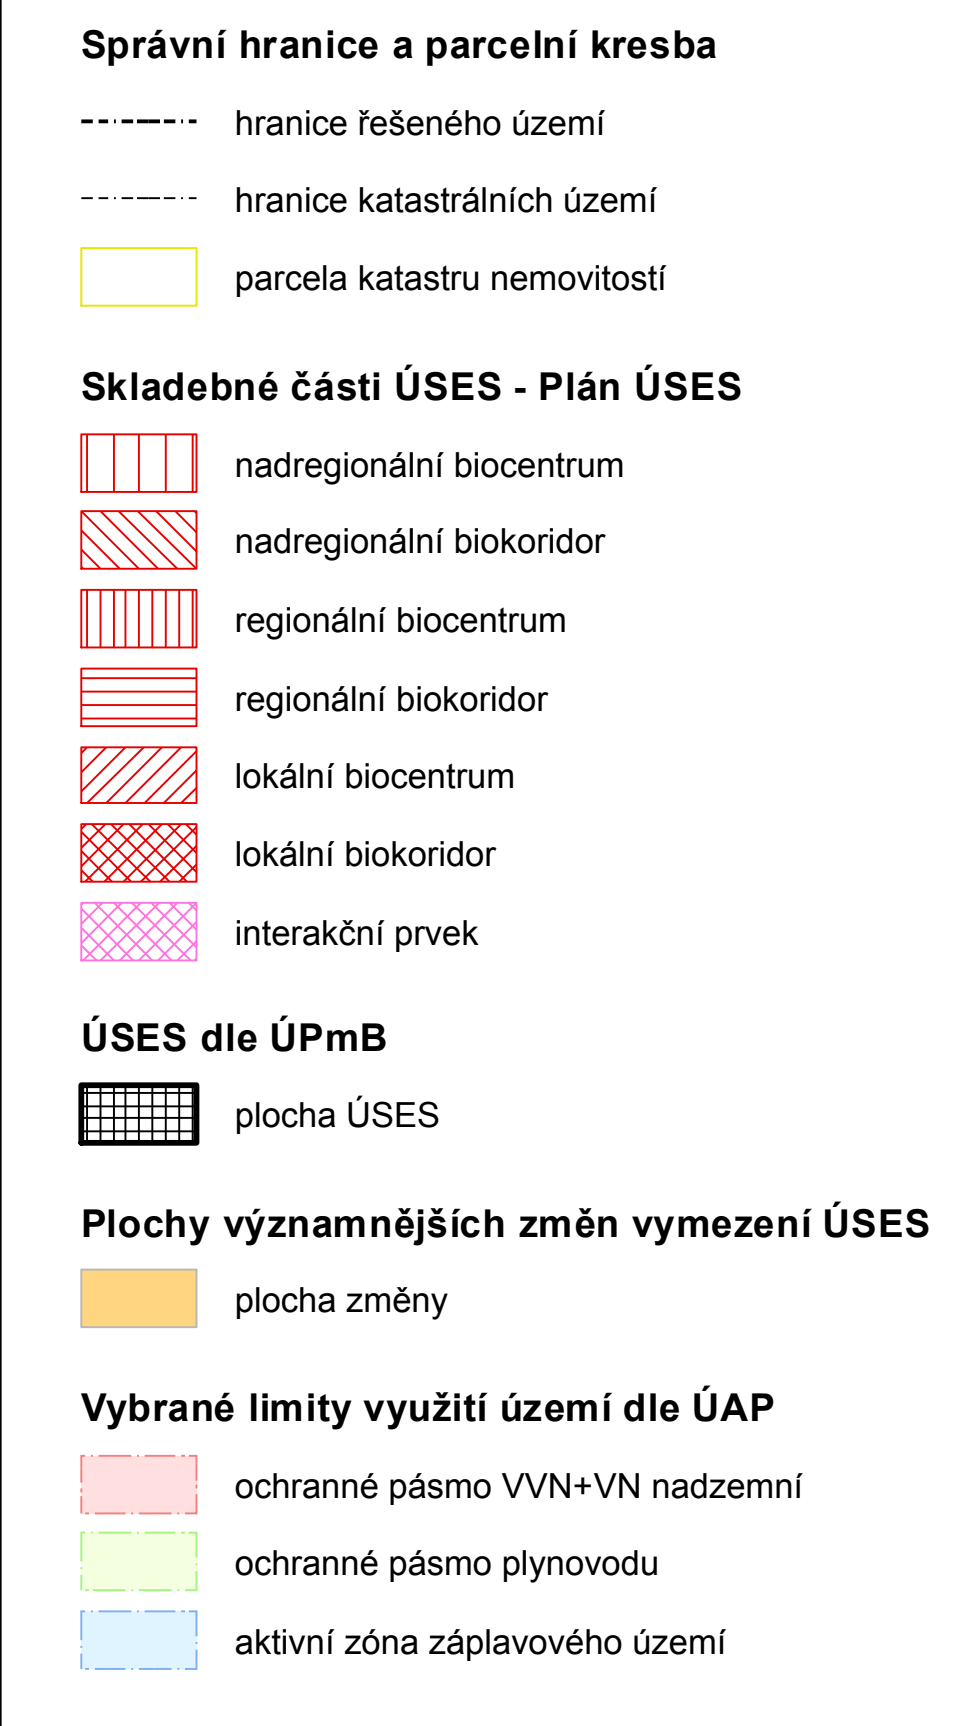 Správní hranice a parcelní kresba
hranice řešeného území
hranice katastrálních území
parcela katastru nemovitostí
Skladebné části ÚSES - Plán ÚSES
nadregionální biocentrum
nadregionální biokoridor
regionální biocentrum
regionální biokoridor
lokální biocentrum
lokální biokoridor
interakční prvek
ÚSES dle ÚPmB
plocha ÚSES
Plochy významnějších změn vymezení ÚSES
plocha změny
Vybrané limity využití území dle ÚAP
ochranné pásmo VVN+VN nadzemní
ochranné pásmo plynovodu
aktivní zóna záplavového území